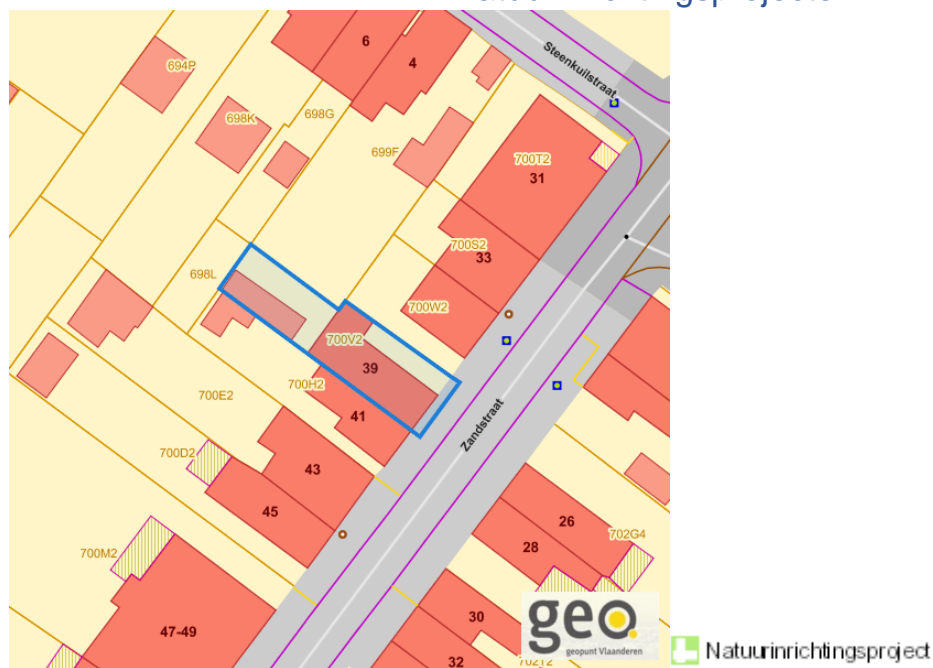 6
4
Steenkuilstraat
694P
698K
698G
699F
700T2
31
700S2
33
698L
700W2
700V2
39
700H2
41
700E2
Zandstraat
700D2
43
45
26
702G4
28
700M2
47-49
30
32
geo.
geopunt Vlaanderen
Natuurinrichtingsproject